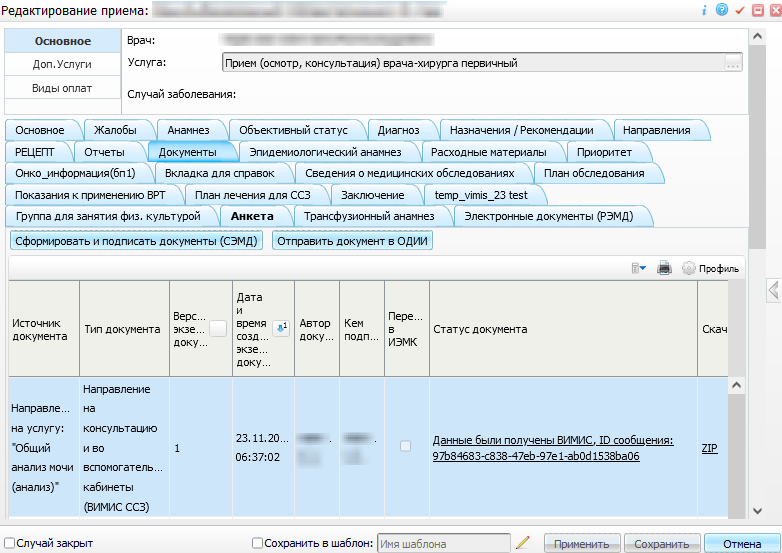 Редактирование приема:
Основное
Доп.Услуги
Виды оплат
Врач:
Услуга: Прием (осмотр, консультация) врача-хирурга первичный ...
Случай заболевания:
Основное Жалобы Анамнез Объективный статус Диагноз Назначения / Рекомендации Направления
РЕЦЕПТ Отчеты Документы Эпидемиологический анамнез Расходные материалы Приоритет
Онко_информация(бп1) Вкладка для справок Сведения о медицинских обследованиях План обследования
Показания к применению ВРТ План лечения для ССЗ Заключение temp_vimis_23 test
Группа для занятия физ. культурой Анкета Трансфузионный анамнез Электронные документы (РЭМД)
Сформировать и подписать документы (СЭМД) Отправить документ в ОДИИ
Профиль
Источник
документа
Тип документа
Верс...
экзе...
доку...
Дата
и
время
созд...
экзе...
доку...
1
Автор
доку...
Кем
подп...
Пере...
в
ИЭМК
Статус документа
Скач
Направле...
на услугу:
"Общий
анализ мочи
(анализ)"
Направление
на
консультацию
и во
вспомогатель...
кабинеты
(ВИМИС ССЗ)
1
23.11.20...
06:37:02
Данные были получены ВИМИС, ID сообщения:
97b84683-c838-47eb-97e1-ab0d1538ba06
ZIP
Случай закрыт Сохранить в шаблон: Имя шаблона Применить Сохранить Отмена